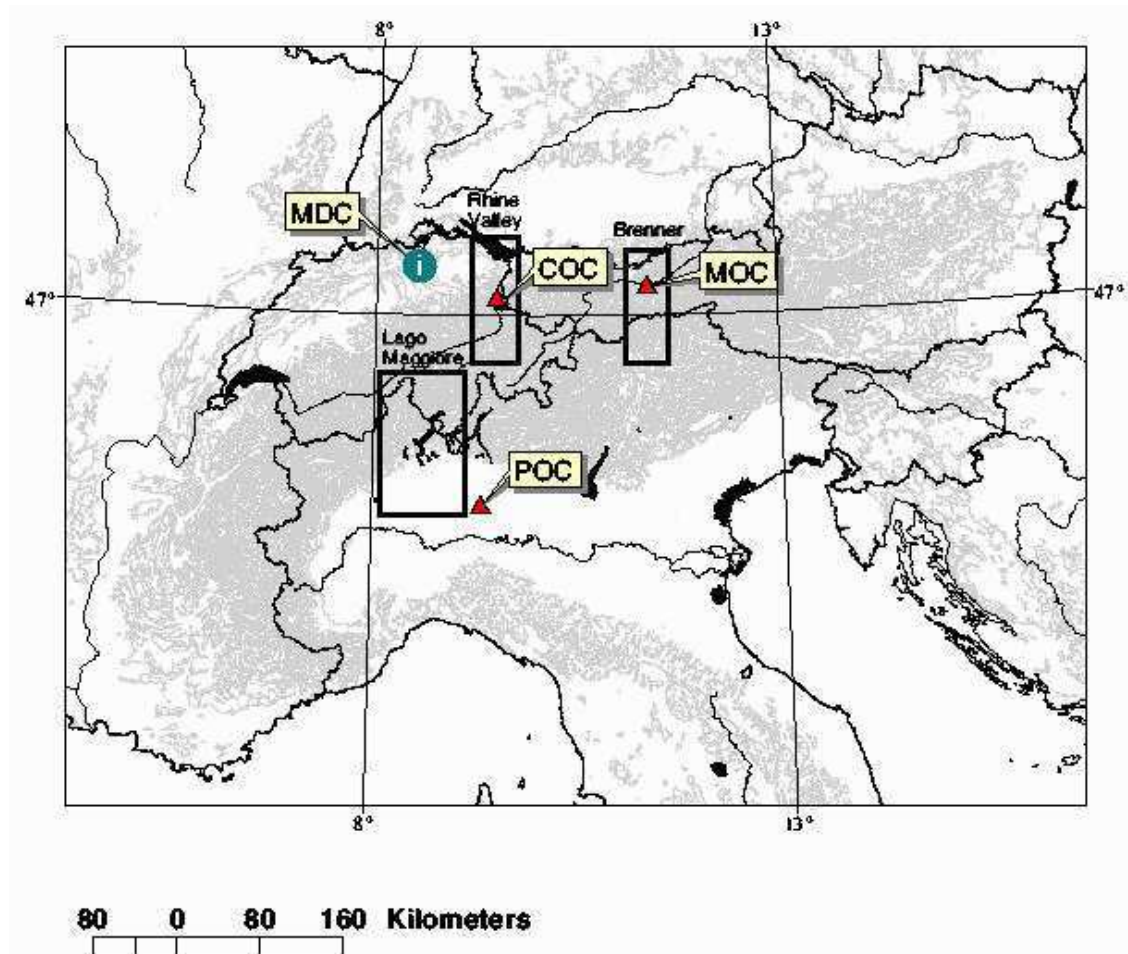 8° 13°
MDC
Rhine
Valley
Brenner
COC
MOC
47° 47°
Lago
Maggiore
POC
8° 13°
80 0 80 160 Kilometers